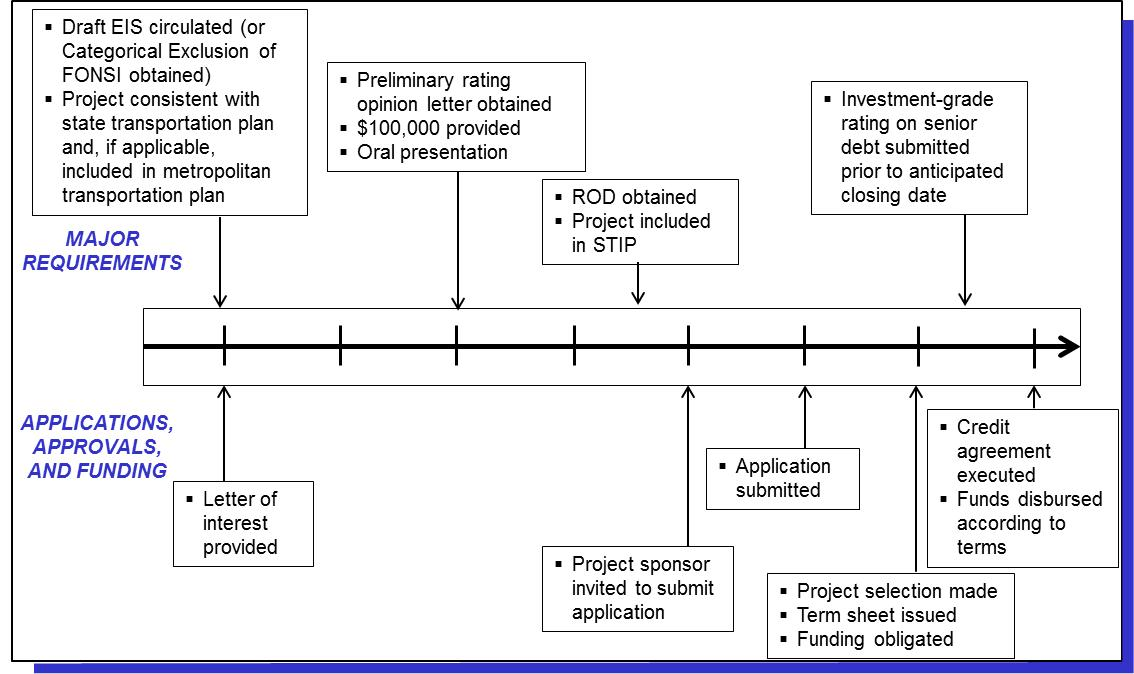 ▪ Draft EIS circulated (or
Categorical Exclusion of
FONSI obtained)
▪ Project consistent with
state transportation plan
and, if applicable,
included in metropolitan
transportation plan
▪ Preliminary rating
opinion letter obtained
▪ $100,000 provided
▪ Oral presentation
▪ ROD obtained
▪ Project included
in STIP
▪ Investment-grade
rating on senior
debt submitted
prior to anticipated
closing date
MAJOR
REQUIREMENTS
APPLICATIONS,
APPROVALS,
AND FUNDING
▪ Letter of
interest
provided
▪ Project sponsor
invited to submit
application
▪ Application
submitted
▪ Project selection made
▪ Term sheet issued
▪ Funding obligated
▪ Credit
agreement
executed
▪ Funds disbursed
according to
terms